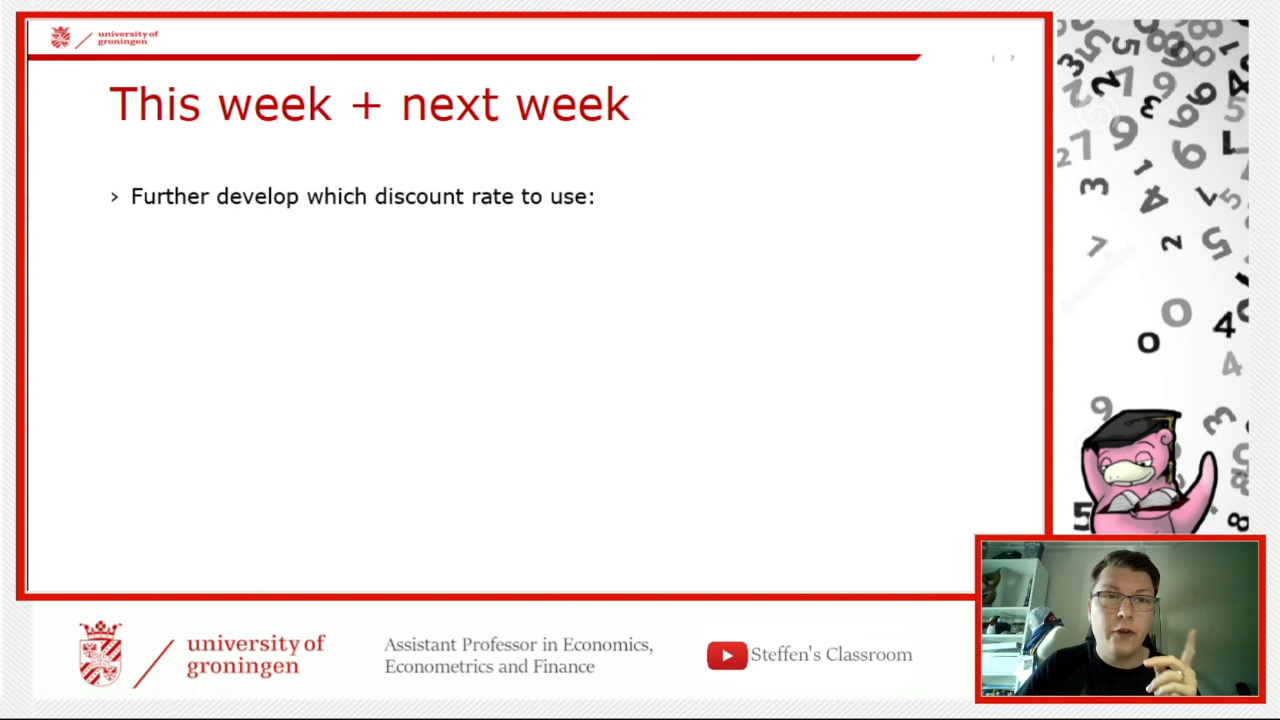 university of
groningen
This week + next week
› Further develop which discount rate to use:
university of
groningen
Assistant Professor in Economics,
Econometrics and Finance
Steffen's Classroom